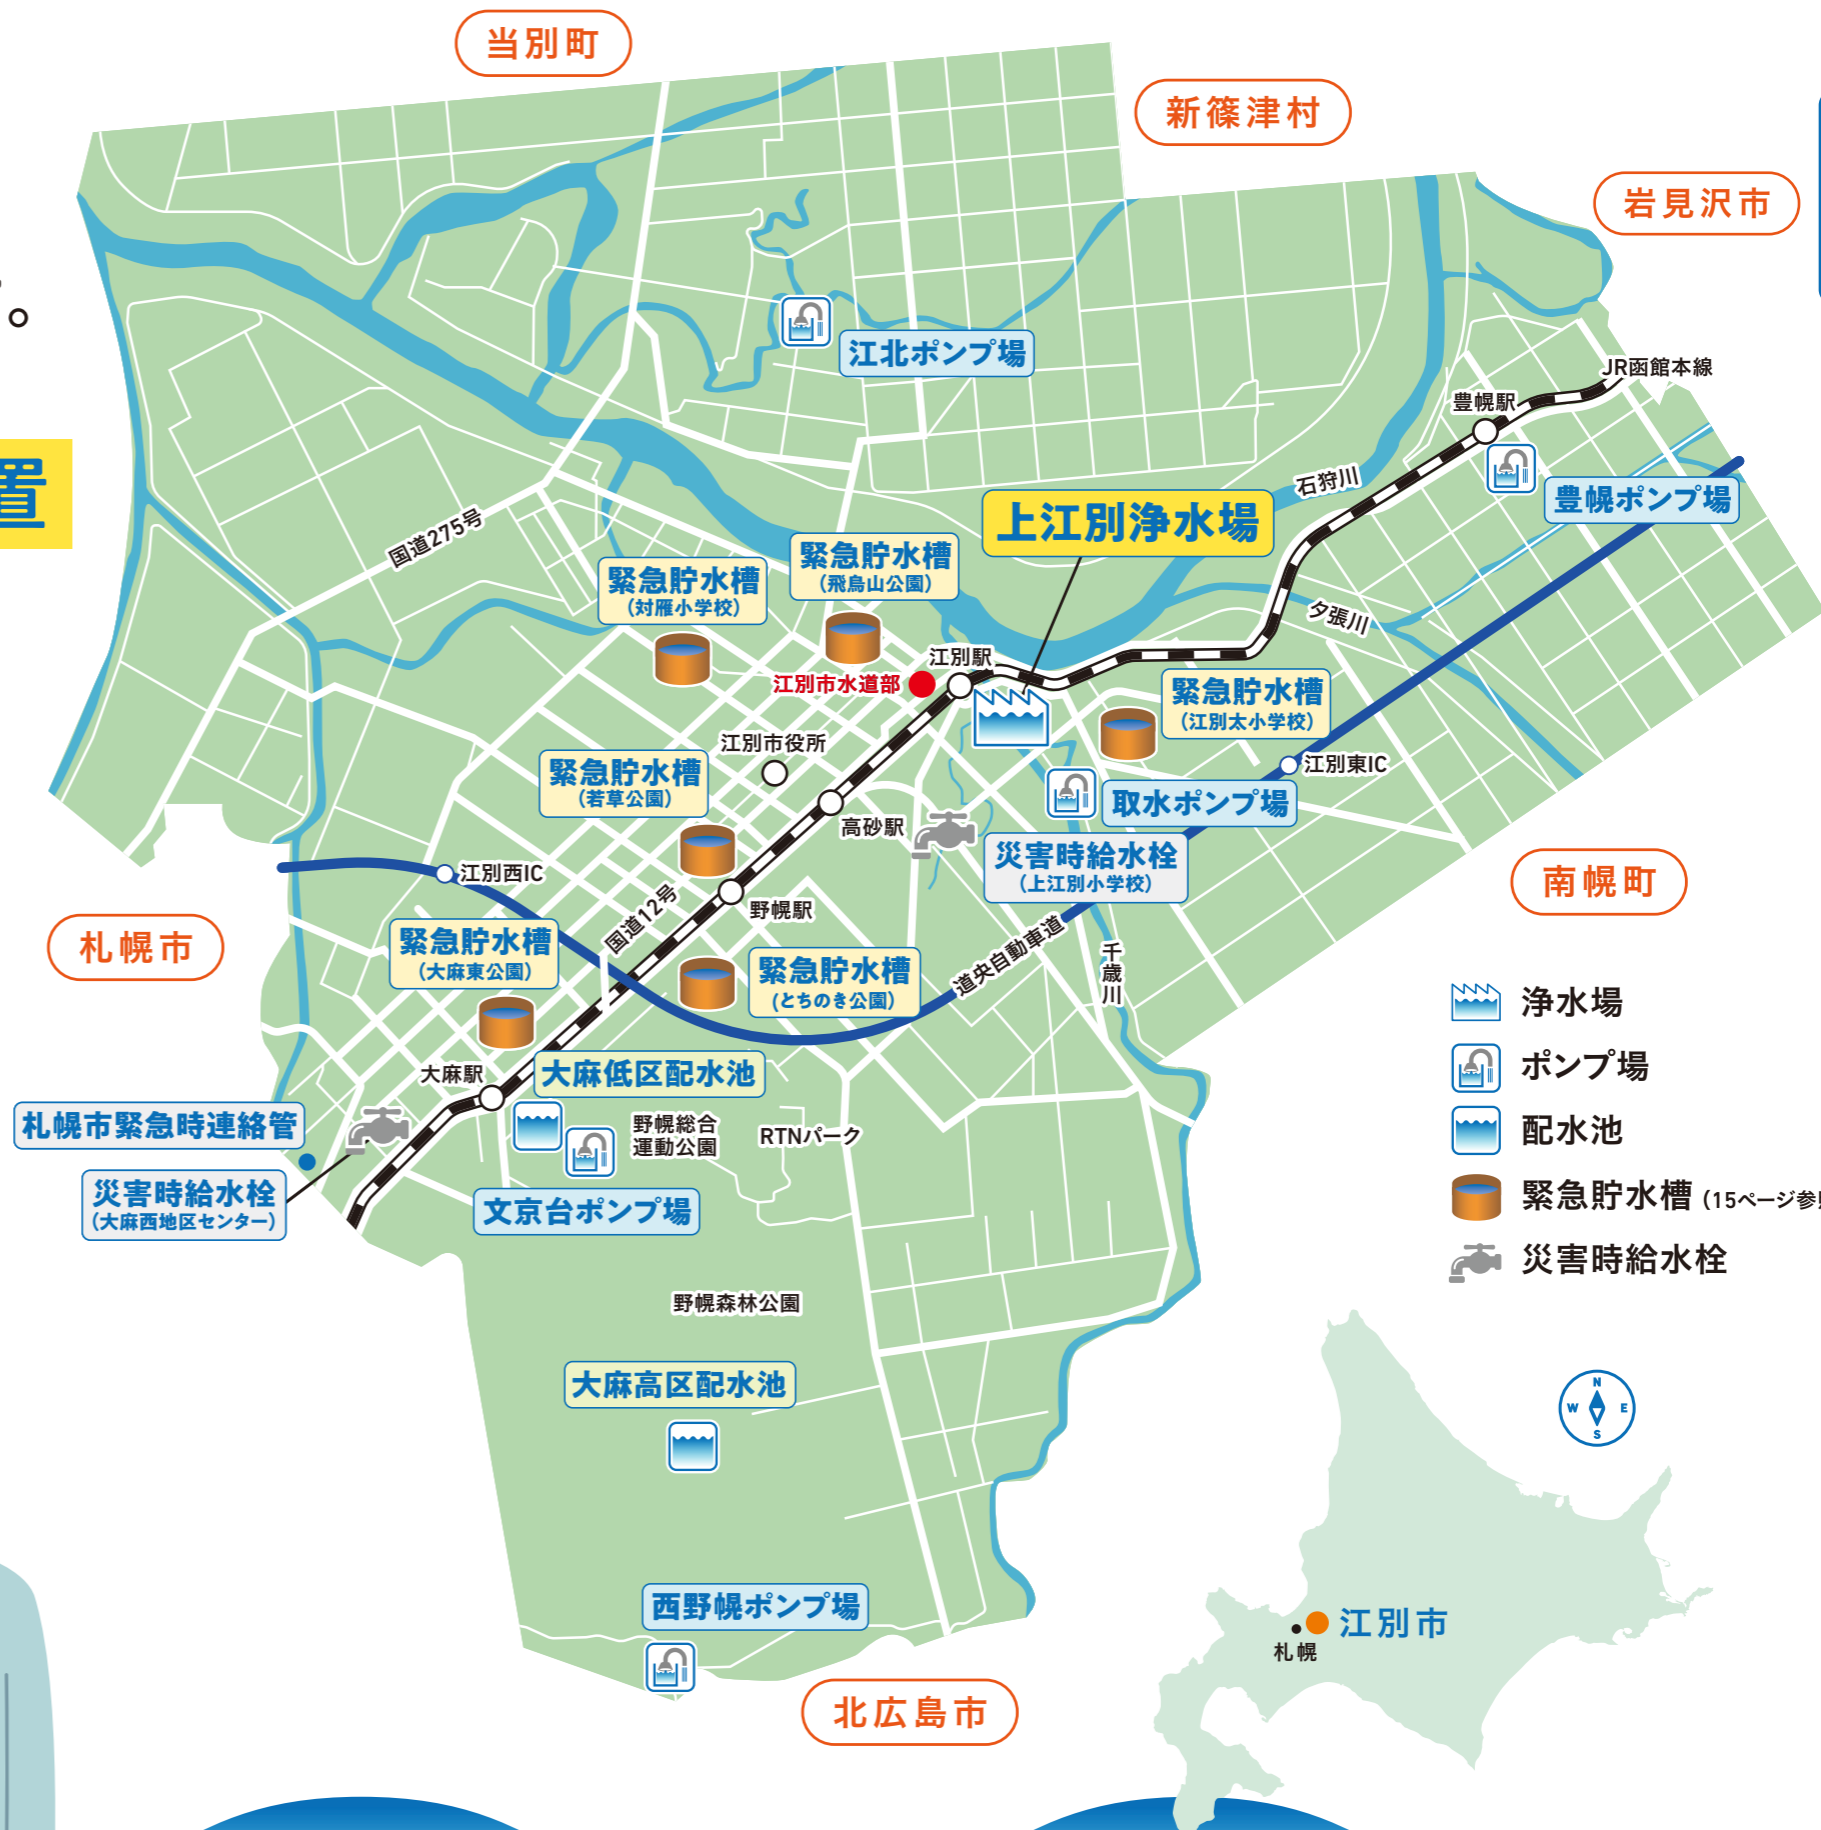 当別町
新篠津村
岩見沢市
。
置
江北ポンプ場
JR函館本線
豊幌駅
石狩川
豊幌ポンプ場
上江別浄水場
国道275号
緊急貯水槽
(飛鳥山公園)
緊急貯水槽
(対雁小学校)
夕張川
江別駅
江別市水道部
緊急貯水槽
(江別太小学校)
江別市役所
江別東IC
緊急貯水槽
(若草公園)
取水ポンプ場
高砂駅
災害時給水栓
(上江別小学校)
江別西IC
南幌町
国道12号
野幌駅
札幌市
緊急貯水槽
(大麻東公園)
緊急貯水槽
(とちのき公園)
道央自動車道
千歳川
浄水場
ポンプ場
配水池
緊急貯水槽 (15ページ参
災害時給水栓
大麻駅
大麻低区配水池
札幌市緊急時連絡管
野幌総合
運動公園
RTNパーク
災害時給水栓
(大麻西地区センター)
文京台ポンプ場
野幌森林公園
大麻高区配水池
N
W
E
S
西野幌ポンプ場
江別市
札幌
北広島市